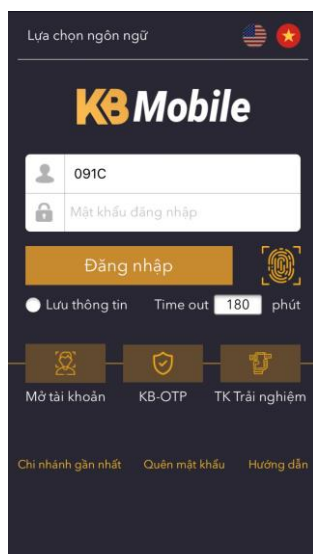 Lựa chọn ngôn ngữ
KB Mobile
091C
Mật khẩu đăng nhập
Đăng nhập
Lưu thông tin Time out 180 phút
Mở tài khoản KB-OTP TK Trải nghiệm
Chi nhánh gần nhất Quên mật khẩu Hướng dẫn